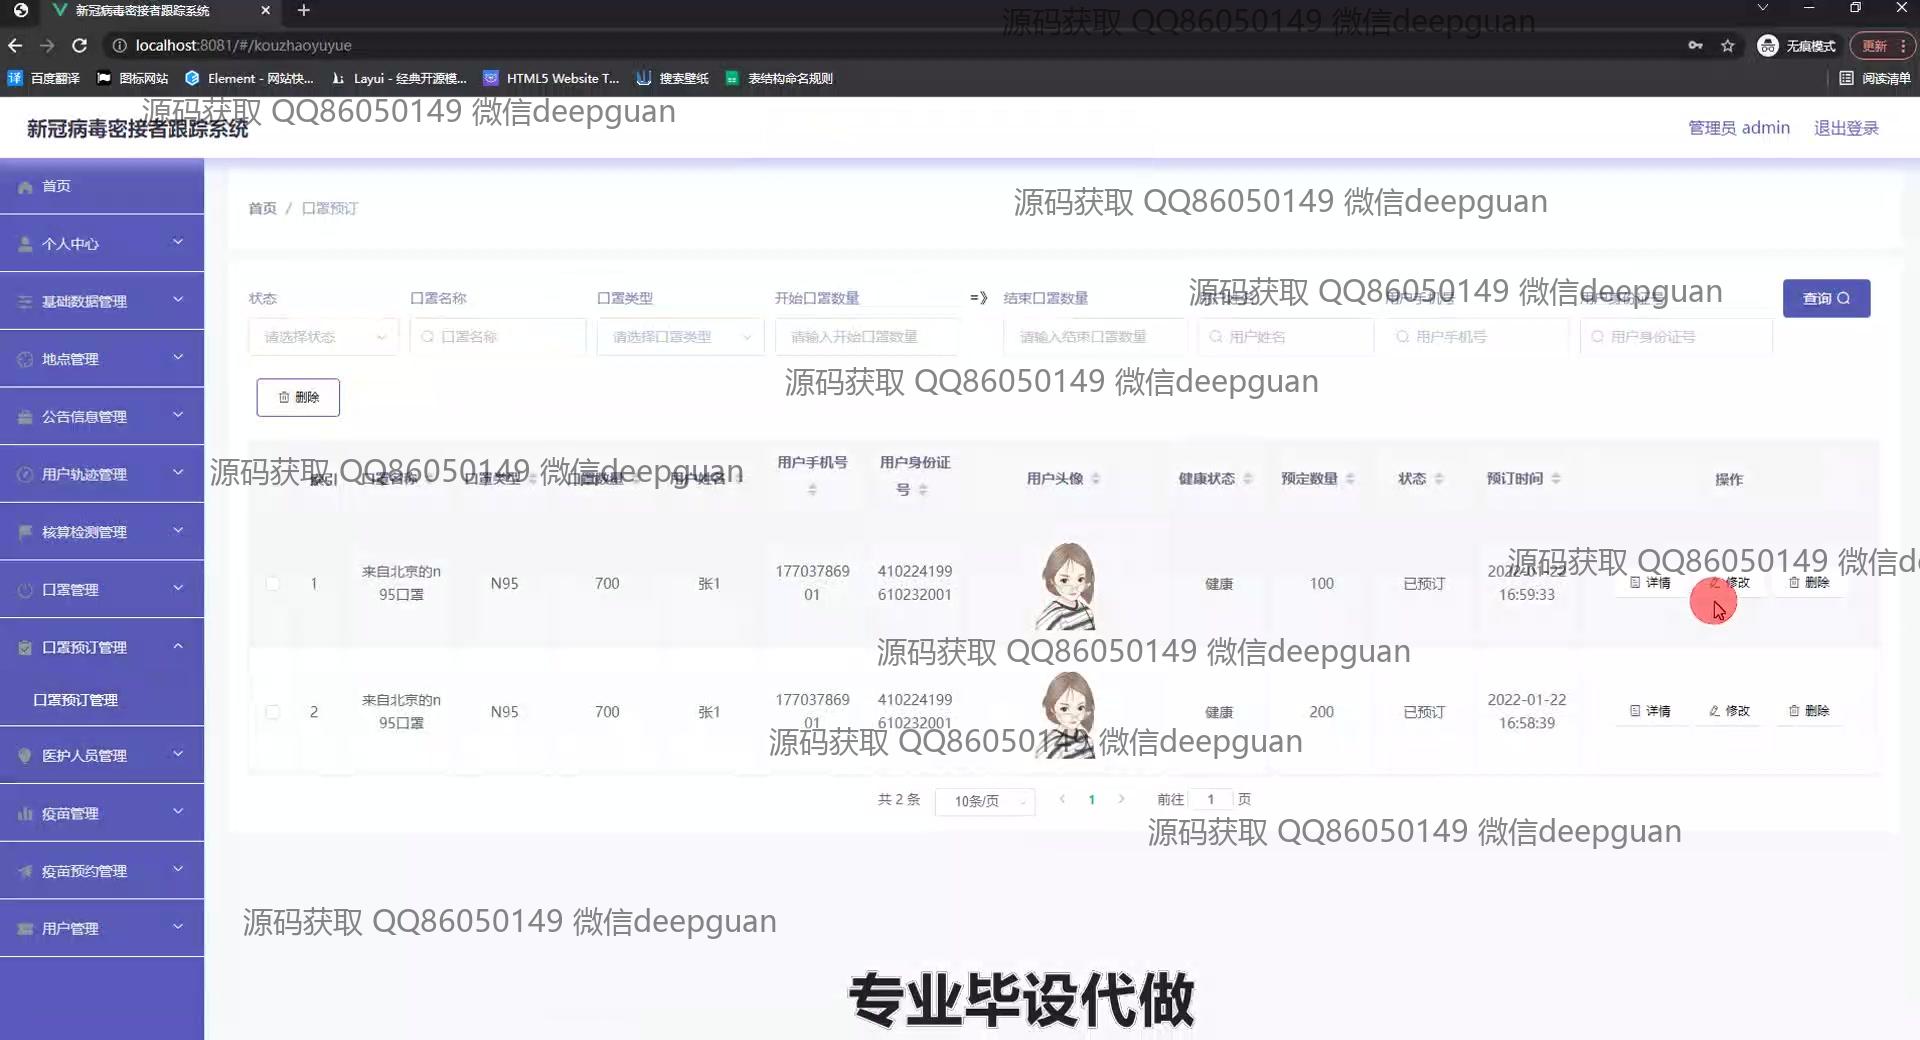 新冠病毒密接者跟踪系统
源码获取 QQ86050149 微信deepguan
localhost:8081/#/kouzhaoyuyue
无痕模式
更新
百度翻译
图标网站
Element - 网站快...
Layui - 经典开源模...
HTML5 Website T...
搜索壁纸
表结构命名规则
阅读清单
源码获取 QQ86050149 微信deepguan
新冠病毒密接者跟踪系统
管理员 admin
退出登录
首页
个人中心
基础数据管理
地点管理
公告信息管理
用户轨迹管理
核算检测管理
口罩管理
口罩预订管理
口罩预订管理
医护人员管理
疫苗管理
疫苗预约管理
用户管理
首页 / 口罩预订
源码获取 QQ86050149 微信deepguan
状态
口罩名称
口罩类型
开始口罩数量
=》
结束口罩数量
源码获取 QQ86050149 微信deepguan
查询
请选择状态
口罩名称
请选择口罩类型
请输入开始口罩数量
请输入结束口罩数量
用户姓名
用户手机号
用户身份证号
删除
源码获取 QQ86050149 微信deepguan
源码获取 QQ86050149 微信deepguan
口罩名称
口罩类型
口罩数量
用户姓名
用户手机号
用户身份证号
用户头像
健康状态
预定数量
状态
预订时间
操作
源码获取 QQ86050149 微信de
1
来自北京的n
95口罩
N95
700
张1
177037869
01
410224199
610232001
健康
100
已预订
2022-01-22
16:59:33
详情
修改
删除
源码获取 QQ86050149 微信deepguan
2
来自北京的n
95口罩
N95
700
张1
177037869
01
410224199
610232001
健康
200
已预订
2022-01-22
16:58:39
详情
修改
删除
源码获取 QQ86050149 微信deepguan
共 2 条
10条/页
1
前往 1 页
源码获取 QQ86050149 微信deepguan
源码获取 QQ86050149 微信deepguan
专业毕设代做